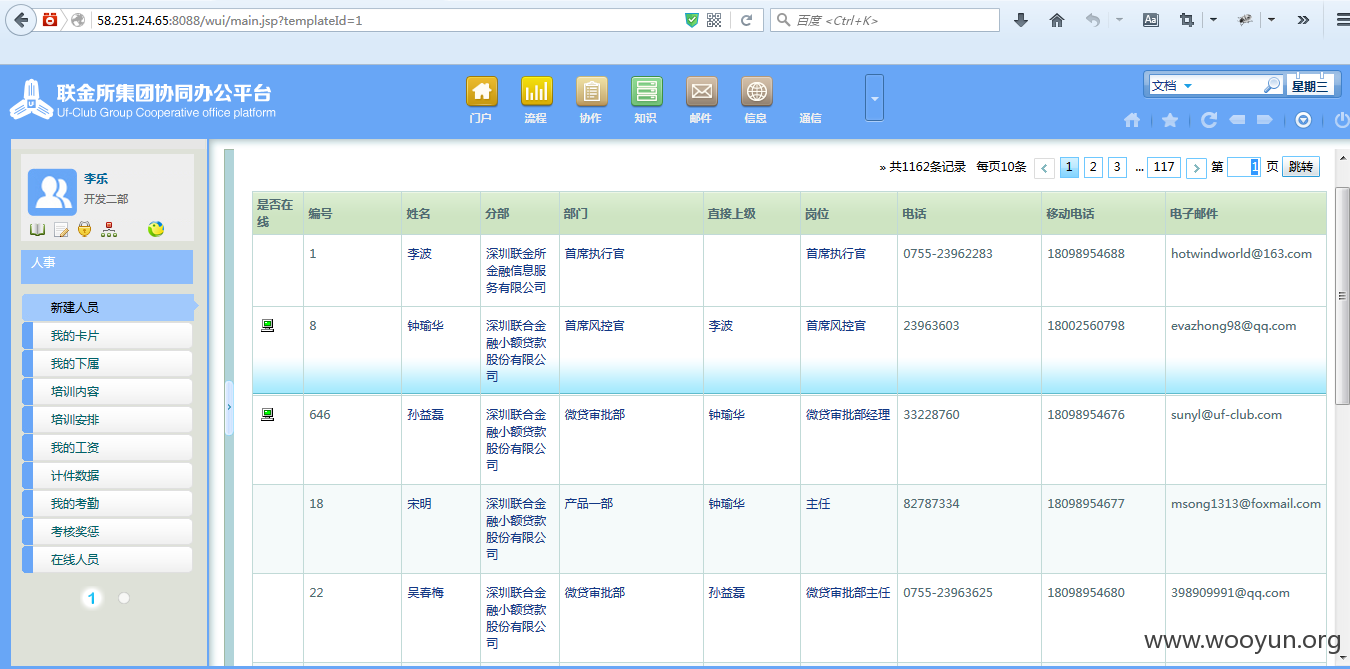 58.251.24.65:8088/wui/main.jsp?templateId=1
百度 <Ctrl+K>
联金所集团协同办公平台
Uf-Club Group Cooperative office platform
门户 流程 协作 知识 邮件 信息 通信
文档 星期三
李乐
开发二部
人事
新建人员
我的卡片
我的下属
培训内容
培训安排
我的工资
计件数据
我的考勤
考核奖惩
在线人员
1
» 共1162条记录 每页10条 < 1 2 3 ... 117 > 第 1 页 跳转
是否在线 编号 姓名 分部 部门 直接上级 岗位 电话 移动电话 电子邮件
1 李波 深圳联金所金融信息服务有限公司 首席执行官 首席执行官 0755-23962283 18098954688 hotwindworld@163.com
8 钟瑜华 深圳联合金融小额贷款股份有限公司 首席风控官 李波 首席风控官 23963603 18002560798 evazhong98@qq.com
646 孙益磊 深圳联合金融小额贷款股份有限公司 微贷审批部 钟瑜华 微贷审批部经理 33228760 18098954676 sunyl@uf-club.com
18 宋明 深圳联合金融小额贷款股份有限公司 产品一部 钟瑜华 主任 82787334 18098954677 msong1313@foxmail.com
22 吴春梅 深圳联合金融小额贷款股份有限公司 微贷审批部 孙益磊 微贷审批部主任 0755-23963625 18098954680 398909991@qq.com
www.wooyun.org